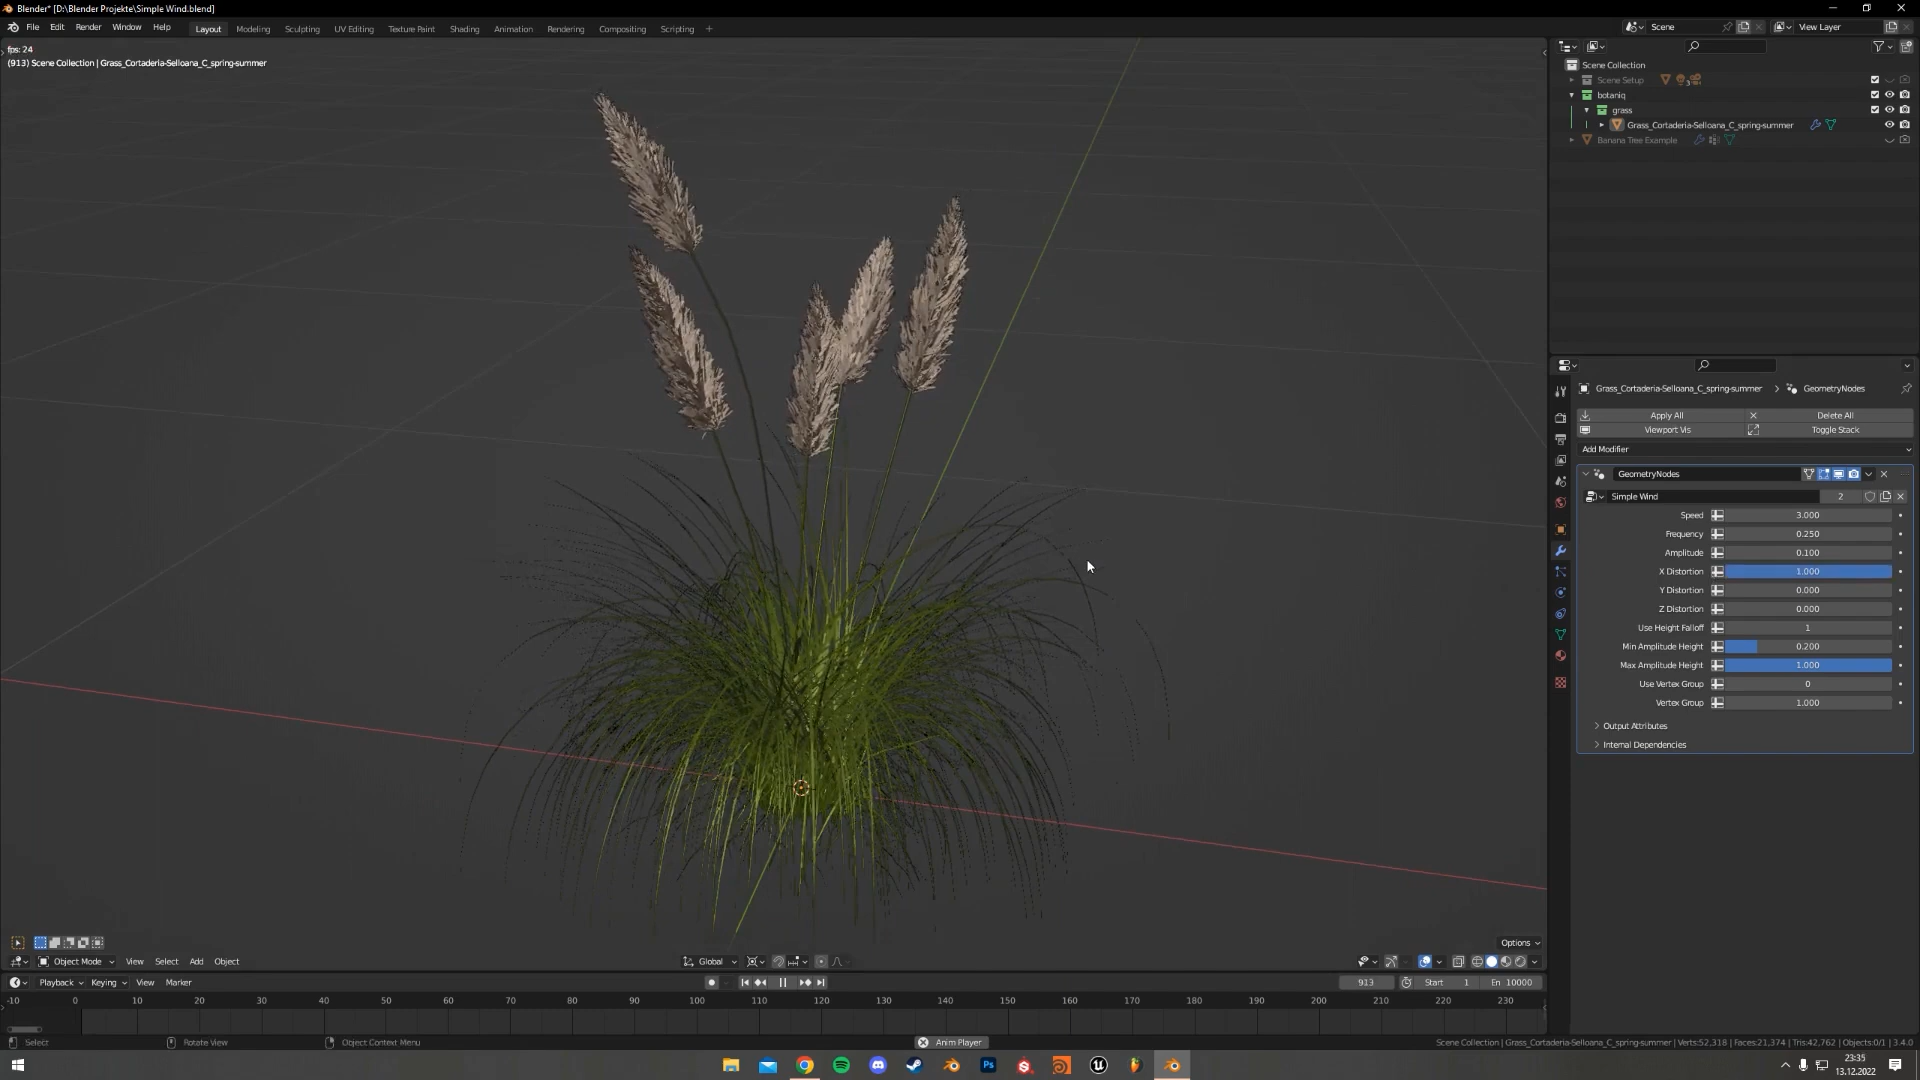 Blender* [D:\Blender Projekte\Simple Wind.blend]
File Edit Render Window Help Layout Modeling Sculpting UV Editing Texture Paint Shading Animation Rendering Compositing Scripting + Scene View Layer
fps: 24
(913) Scene Collection | Grass_Cortaderia-Selloana_C_spring-summer
Scene Collection
Scene Setup
botaniq
grass
Grass_Cortaderia-Selloana_C_spring-summer
Banana Tree Example
Grass_Cortaderia-Selloana_C_spring-summer > GeometryNodes
Apply All Delete All
Viewport Vis Toggle Stack
Add Modifier
GeometryNodes
Simple Wind 2
Speed 3.000
Frequency 0.250
Amplitude 0.100
X Distortion 1.000
Y Distortion 0.000
Z Distortion 0.000
Use Height Falloff 1
Min Amplitude Height 0.200
Max Amplitude Height 1.000
Use Vertex Group 0
Vertex Group 1.000
Output Attributes
Internal Dependencies
Options
Object Mode View Select Add Object Global
Playback Keying View Marker 913 Start 1 En 10000
-10 0 10 20 30 40 50 60 70 80 90 100 110 120 130 140 150 160 170 180 190 200 210 220 230
Select Rotate View Object Context Menu Anim Player Scene Collection | Grass_Cortaderia-Selloana_C_spring-summer | Verts:52,318 | Faces:21,374 | Tris:42,762 | Objects:0/1 | 3.4.0
23:35
13.12.2022